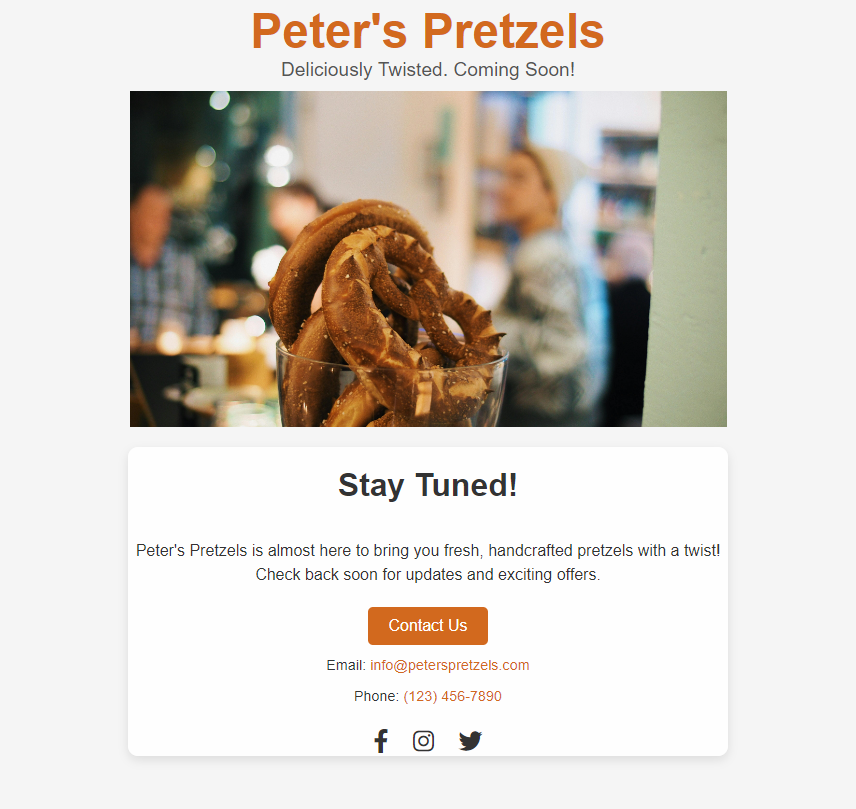 Peter's Pretzels
Deliciously Twisted. Coming Soon!
Stay Tuned!
Peter's Pretzels is almost here to bring you fresh, handcrafted pretzels with a twist!
Check back soon for updates and exciting offers.
Contact Us
Email: info@peterspretzels.com
Phone: (123) 456-7890